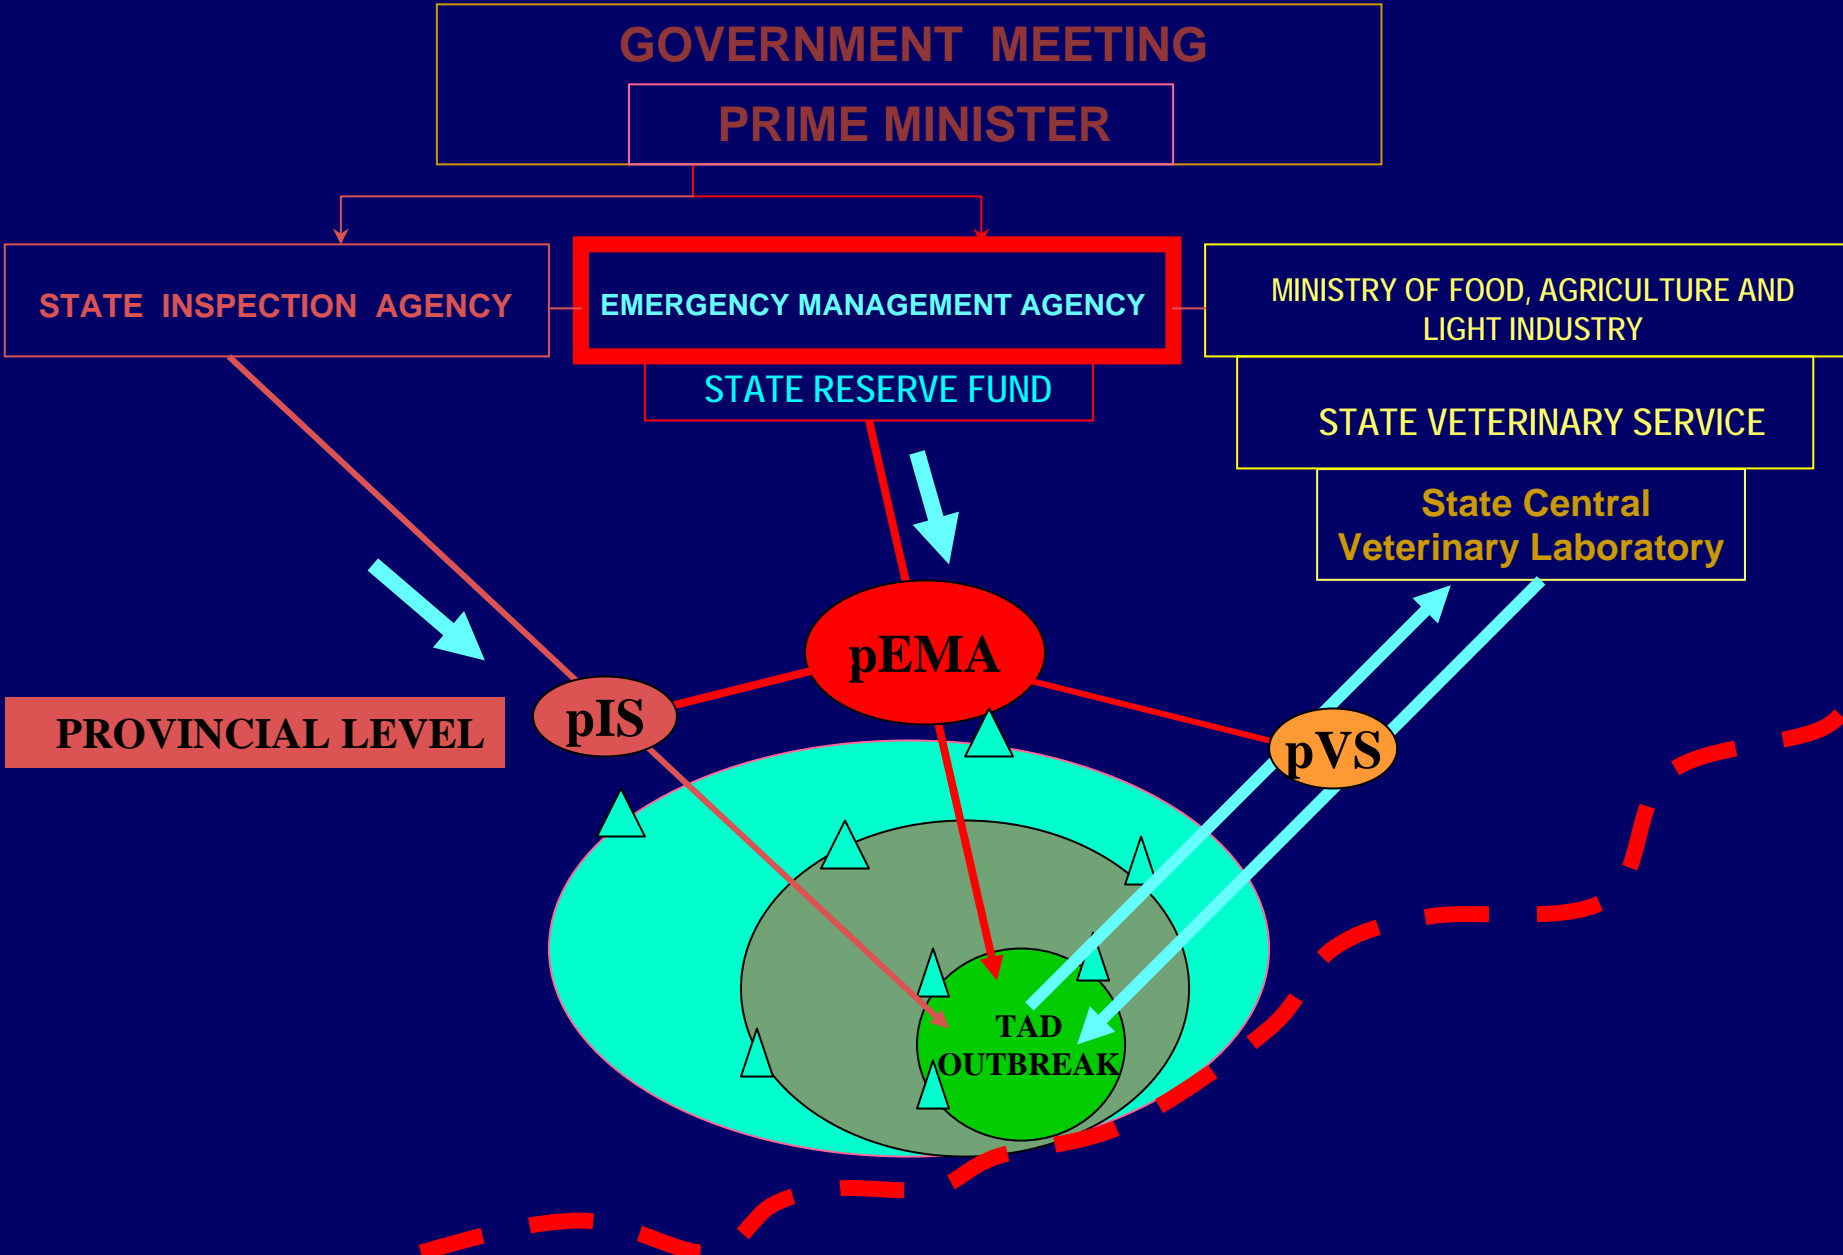 GOVERNMENT MEETING
PRIME MINISTER
STATE INSPECTION AGENCY
EMERGENCY MANAGEMENT AGENCY
MINISTRY OF FOOD, AGRICULTURE AND
LIGHT INDUSTRY
STATE RESERVE FUND
STATE VETERINARY SERVICE
State Central
Veterinary Laboratory
pEMA
pIS
PROVINCIAL LEVEL
pVS
TAD
OUTBREAK